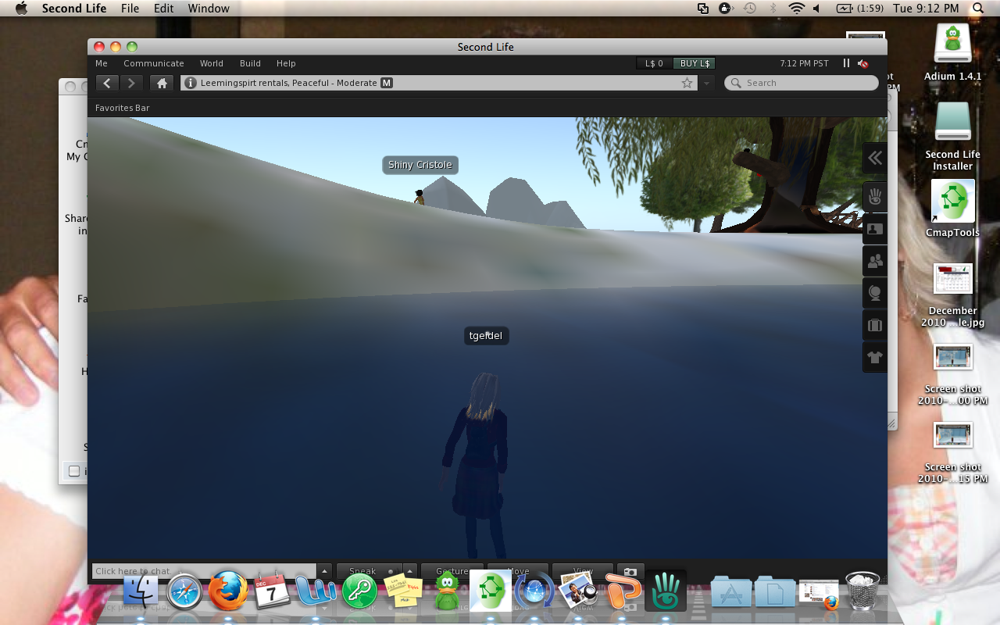 Second Life File Edit Window (1:59) Tue 9:12 PM
Second Life
Me Communicate World Build Help L$ 0 BUY L$ 7:12 PM PST
Leemingspirt rentals, Peaceful - Moderate M Search
Favorites Bar
Shiny Cristole
tgeidel
Click here to chat. Speak Gesture Move View
My
Share
in
Fa
H
S
Adium 1.4.1
Second Life
Installer
CmapTools
December
2010 ...le.jpg
Screen shot
2010-...00 PM
Screen shot
2010-...15 PM
DEC
7